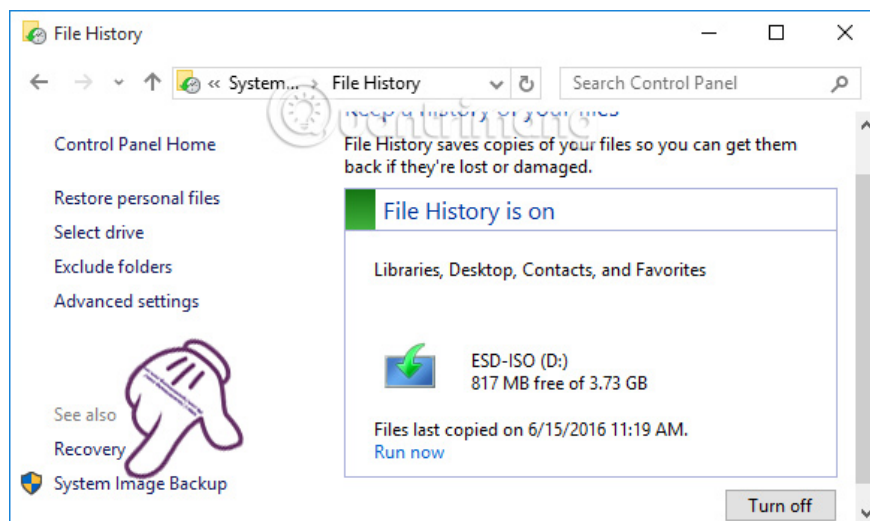 File History
« System... › File History
Search Control Panel
Keep a history of your files
Quantrimang
Control Panel Home
File History saves copies of your files so you can get them
back if they're lost or damaged.
Restore personal files
Select drive
Exclude folders
Advanced settings
File History is on
Libraries, Desktop, Contacts, and Favorites
ESD-ISO (D:)
817 MB free of 3.73 GB
Files last copied on 6/15/2016 11:19 AM.
Run now
See also
Recovery
System Image Backup
Turn off